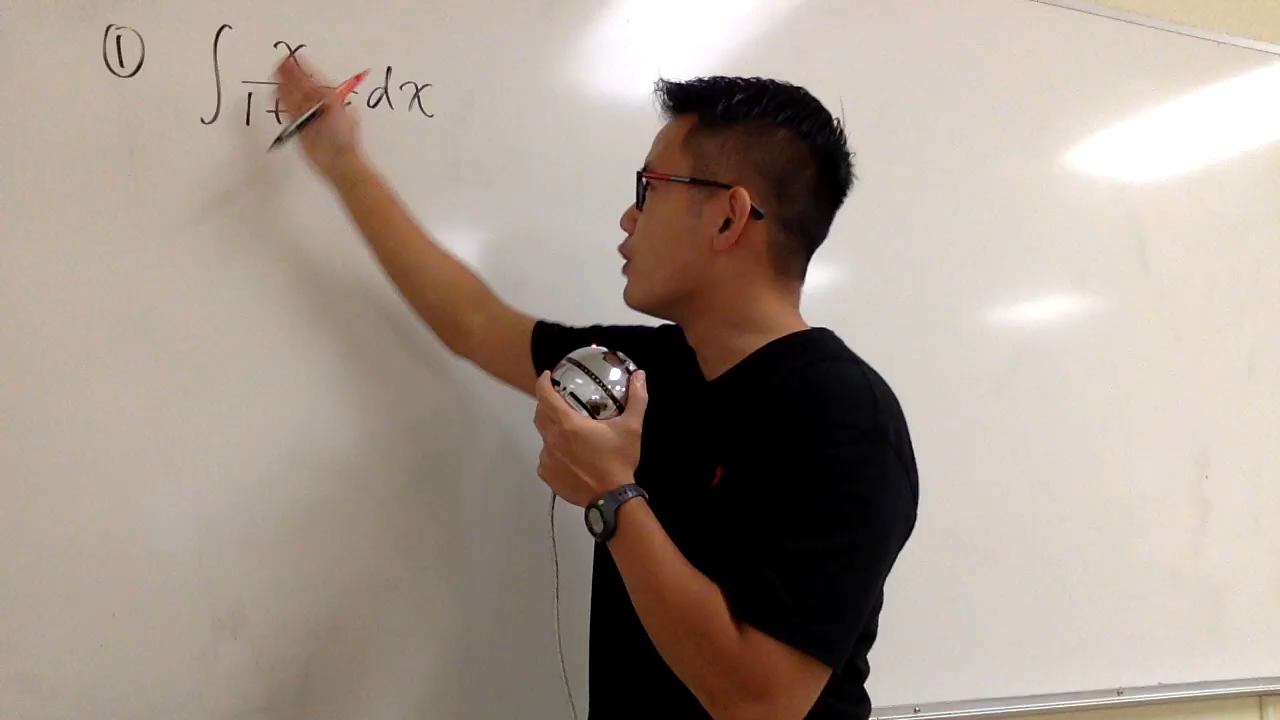 ① ∫ x / 1+ dx